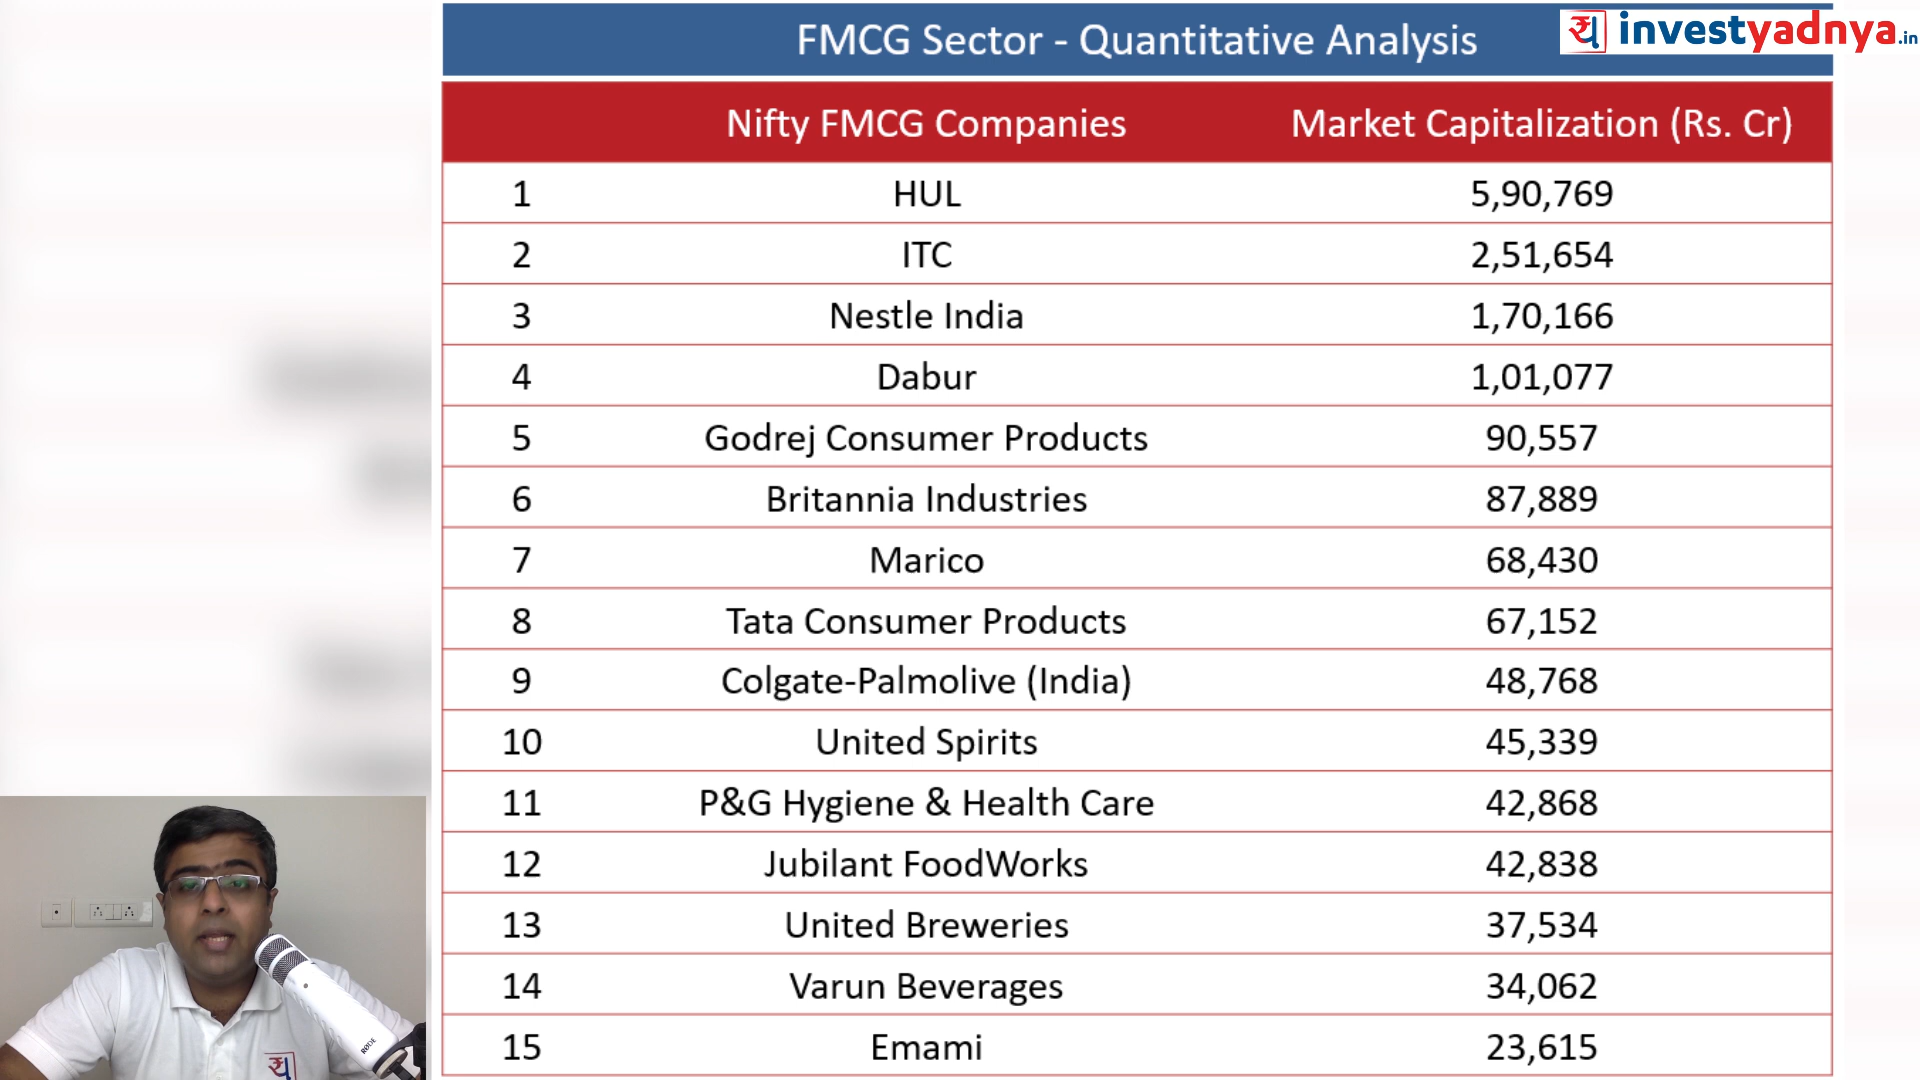 FMCG Sector - Quantitative Analysis
investyadnya.in
Nifty FMCG Companies Market Capitalization (Rs. Cr)
1 HUL 5,90,769
2 ITC 2,51,654
3 Nestle India 1,70,166
4 Dabur 1,01,077
5 Godrej Consumer Products 90,557
6 Britannia Industries 87,889
7 Marico 68,430
8 Tata Consumer Products 67,152
9 Colgate-Palmolive (India) 48,768
10 United Spirits 45,339
11 P&G Hygiene & Health Care 42,868
12 Jubilant FoodWorks 42,838
13 United Breweries 37,534
14 Varun Beverages 34,062
15 Emami 23,615
RØDE